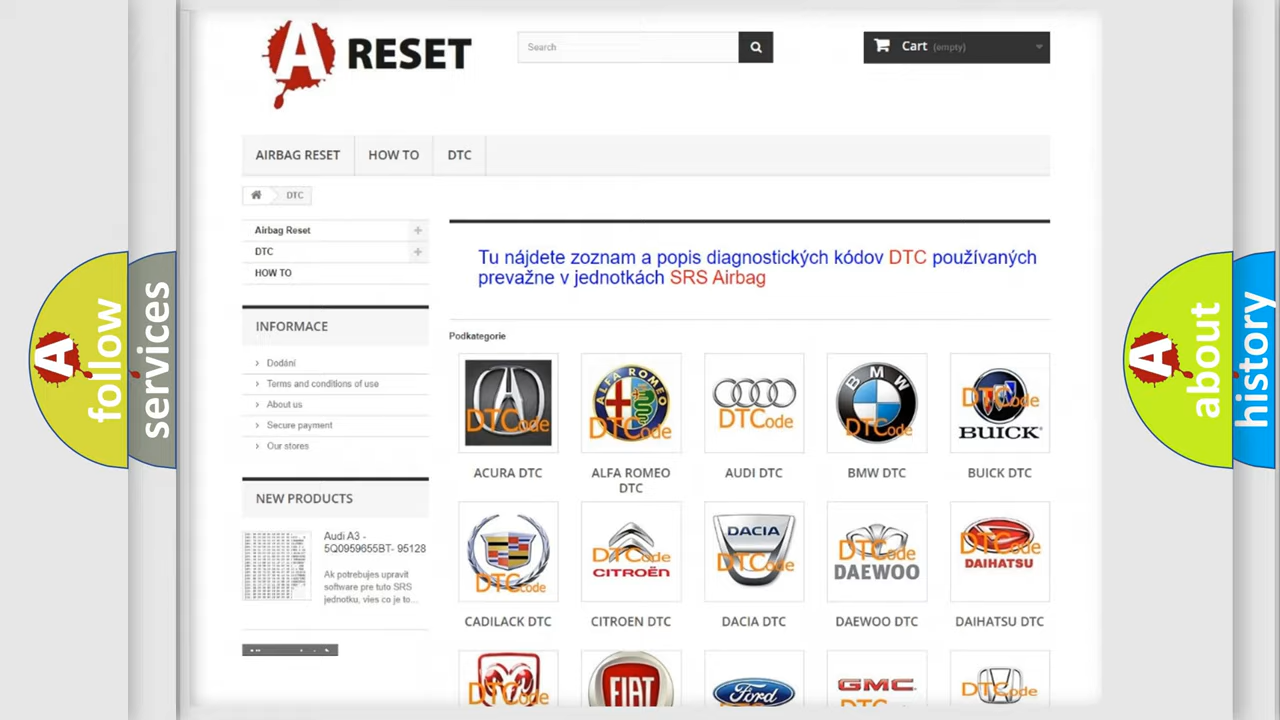 A RESET
Search
Cart (empty)
AIRBAG RESET
HOW TO
DTC
DTC
Airbag Reset
DTC
HOW TO
Tu nájdete zoznam a popis diagnostických kódov DTC používaných
prevažne v jednotkách SRS Airbag
INFORMACE
Dodání
Terms and conditions of use
About us
Secure payment
Our stores
NEW PRODUCTS
Audi A3 -
5Q0959655BT- 95128
Ak potrebujes upravit
software pre tuto SRS
jednotku, vies co je to...
Podkategorie
DTCode
ALFA ROMEO
DTCode
DTCode
BMW
DTCode
DTCode
BUICK
ACURA DTC
ALFA ROMEO
DTC
AUDI DTC
BMW DTC
BUICK DTC
DTCode
DTCode
CITROËN
DACIA
DTCode
DTCode
DAEWOO
DTCode
DAIHATSU
CADILACK DTC
CITROEN DTC
DACIA DTC
DAEWOO DTC
DAIHATSU DTC
DTCode
FIAT
Ford
DTCode
GMC
DTCode
A follow
services
A about
history